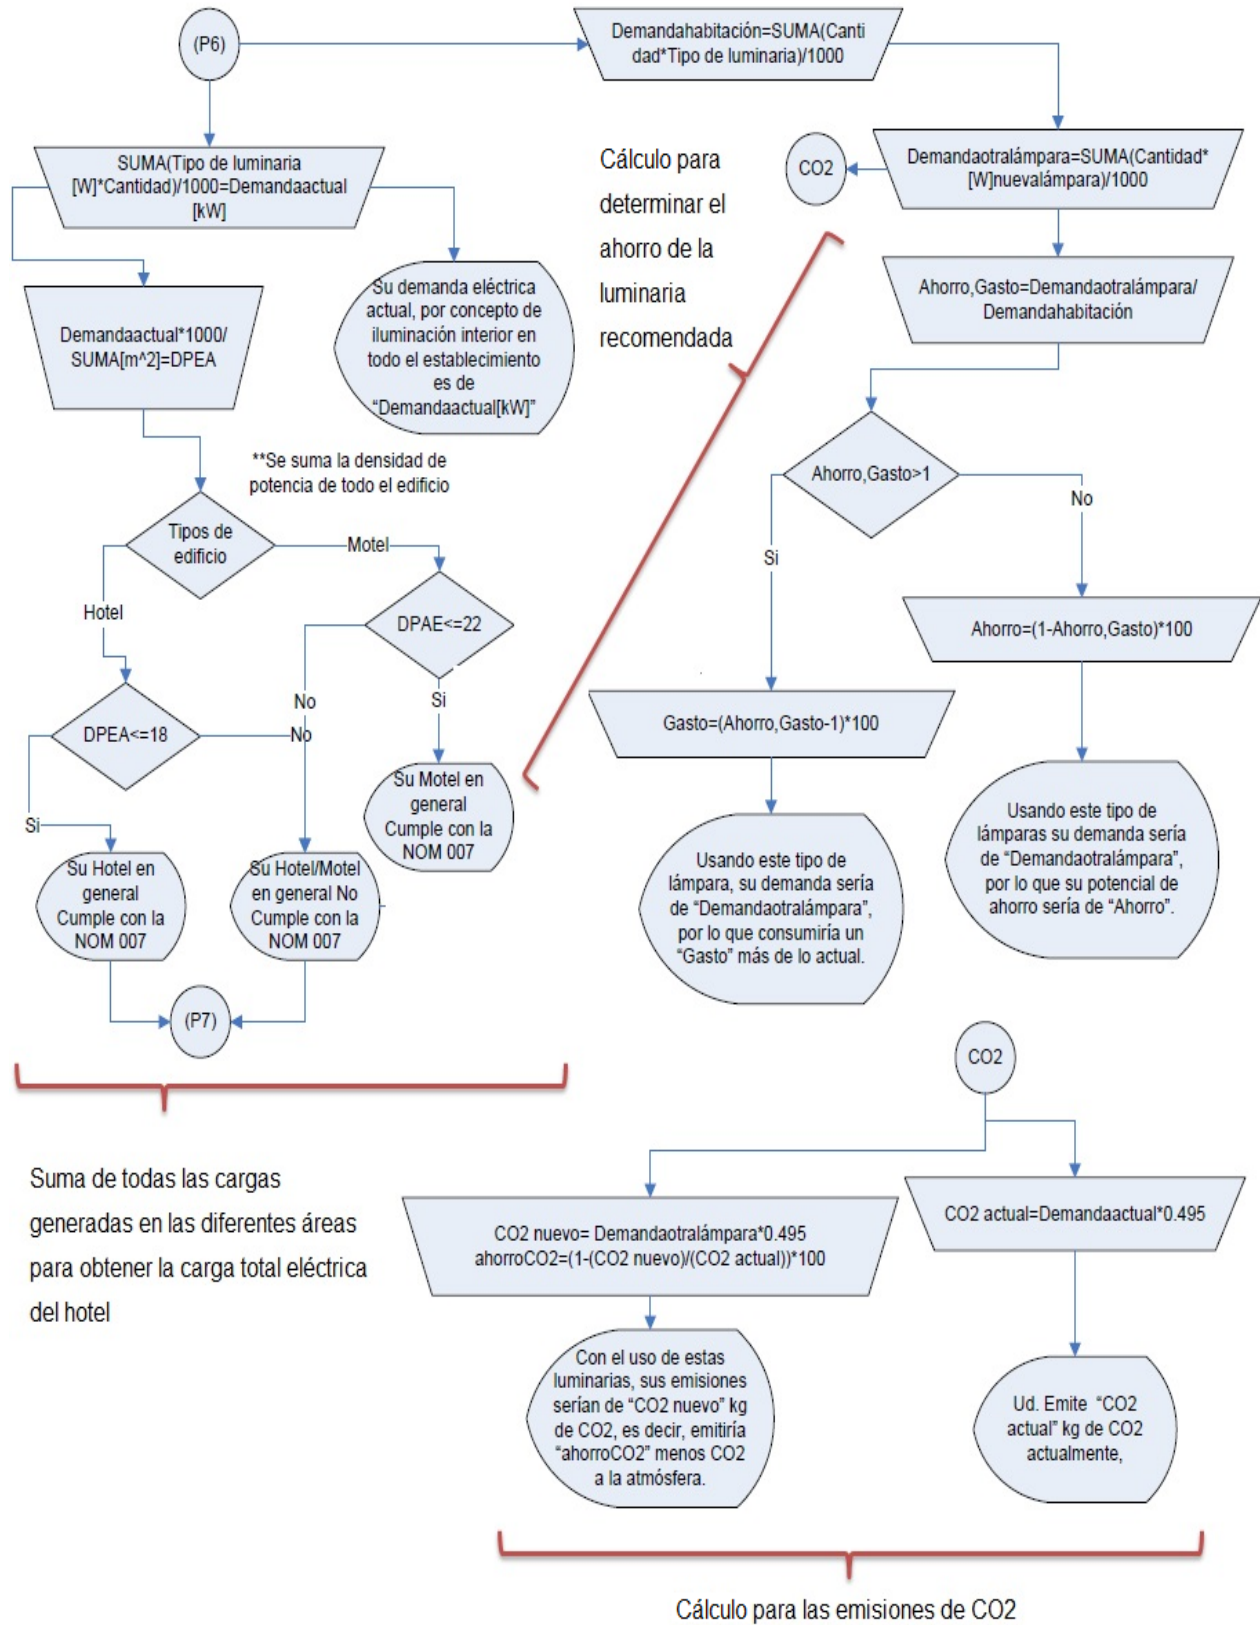 (P6)
Demandahabitación=SUMA(Canti
dad*Tipo de luminaria)/1000
SUMA(Tipo de luminaria
[W]*Cantidad)/1000=Demandaactual
[kW]
Cálculo para
determinar el
ahorro de la
luminaria
recomendada
CO2
Demandaotralámpara=SUMA(Cantidad*
[W]nuevalámpara)/1000
Su demanda eléctrica
actual, por concepto de
iluminación interior en
todo el establecimiento
es de
“Demandaactual[kW]”
Demandaactual*1000/
SUMA[m^2]=DPEA
Ahorro,Gasto=Demandaotralámpara/
Demandahabitación
**Se suma la densidad de
potencia de todo el edificio
Ahorro,Gasto>1
No
Si
Tipos de
edificio
Motel
Hotel
DPAE<=22
Ahorro=(1-Ahorro,Gasto)*100
No
Si
DPEA<=18
No
Gasto=(Ahorro,Gasto-1)*100
Si
Su Motel en
general
Cumple con la
NOM 007
Su Hotel en
general
Cumple con la
NOM 007
Su Hotel/Motel
en general No
Cumple con la
NOM 007
Usando este tipo de
lámpara, su demanda sería
de “Demandaotralámpara”,
por lo que consumiría un
“Gasto” más de lo actual.
Usando este tipo de
lámparas su demanda sería
de “Demandaotralámpara”,
por lo que su potencial de
ahorro sería de “Ahorro”.
(P7)
CO2
Suma de todas las cargas
generadas en las diferentes áreas
para obtener la carga total eléctrica
del hotel
CO2 nuevo= Demandaotralámpara*0.495
ahorroCO2=(1-(CO2 nuevo)/(CO2 actual))*100
CO2 actual=Demandaactual*0.495
Con el uso de estas
luminarias, sus emisiones
serían de “CO2 nuevo” kg
de CO2, es decir, emitiría
“ahorroCO2” menos CO2
a la atmósfera.
Ud. Emite “CO2
actual” kg de CO2
actualmente,
Cálculo para las emisiones de CO2